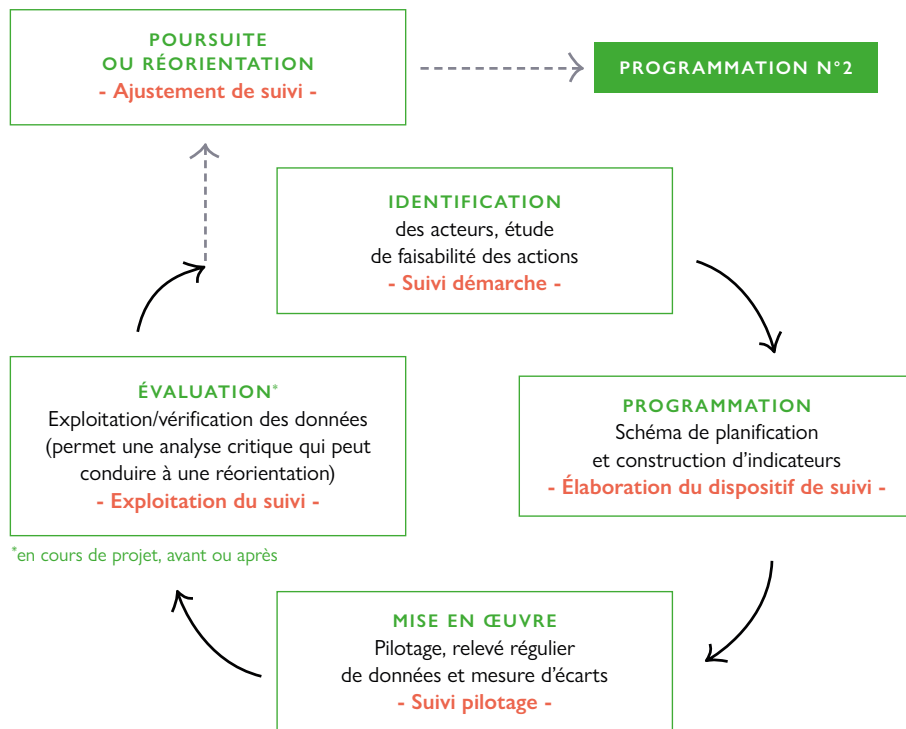 POURSUITE
OU RÉORIENTATION
- Ajustement de suivi -
PROGRAMMATION N°2
IDENTIFICATION
des acteurs, étude
de faisabilité des actions
- Suivi démarche -
PROGRAMMATION
Schéma de planification
et construction d’indicateurs
- Élaboration du dispositif de suivi -
MISE EN ŒUVRE
Pilotage, relevé régulier
de données et mesure d’écarts
- Suivi pilotage -
ÉVALUATION*
Exploitation/vérification des données
(permet une analyse critique qui peut
conduire à une réorientation)
- Exploitation du suivi -
*en cours de projet, avant ou après